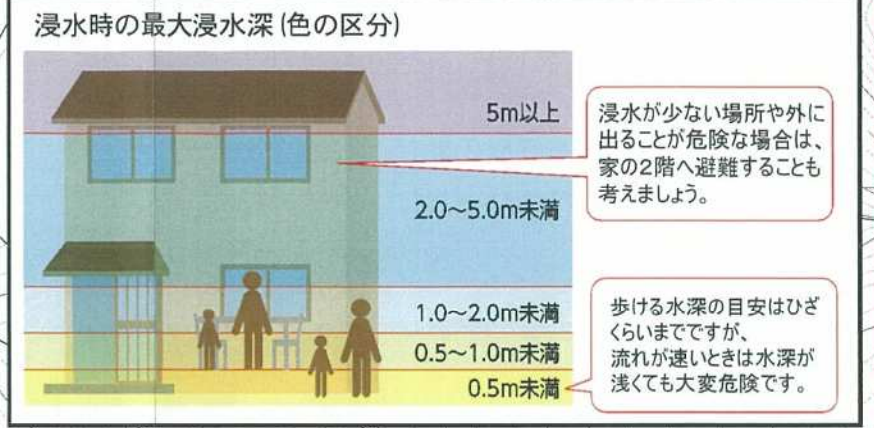 浸水時の最大浸水深(色の区分)
5m以上
浸水が少ない場所や外に
出ることが危険な場合は、
家の2階へ避難することも
考えましょう。
2.0～5.0m未満
1.0～2.0m未満
0.5～1.0m未満
0.5m未満
歩ける水深の目安はひざ
くらいまでですが、
流れが速いときは水深が
浅くても大変危険です。